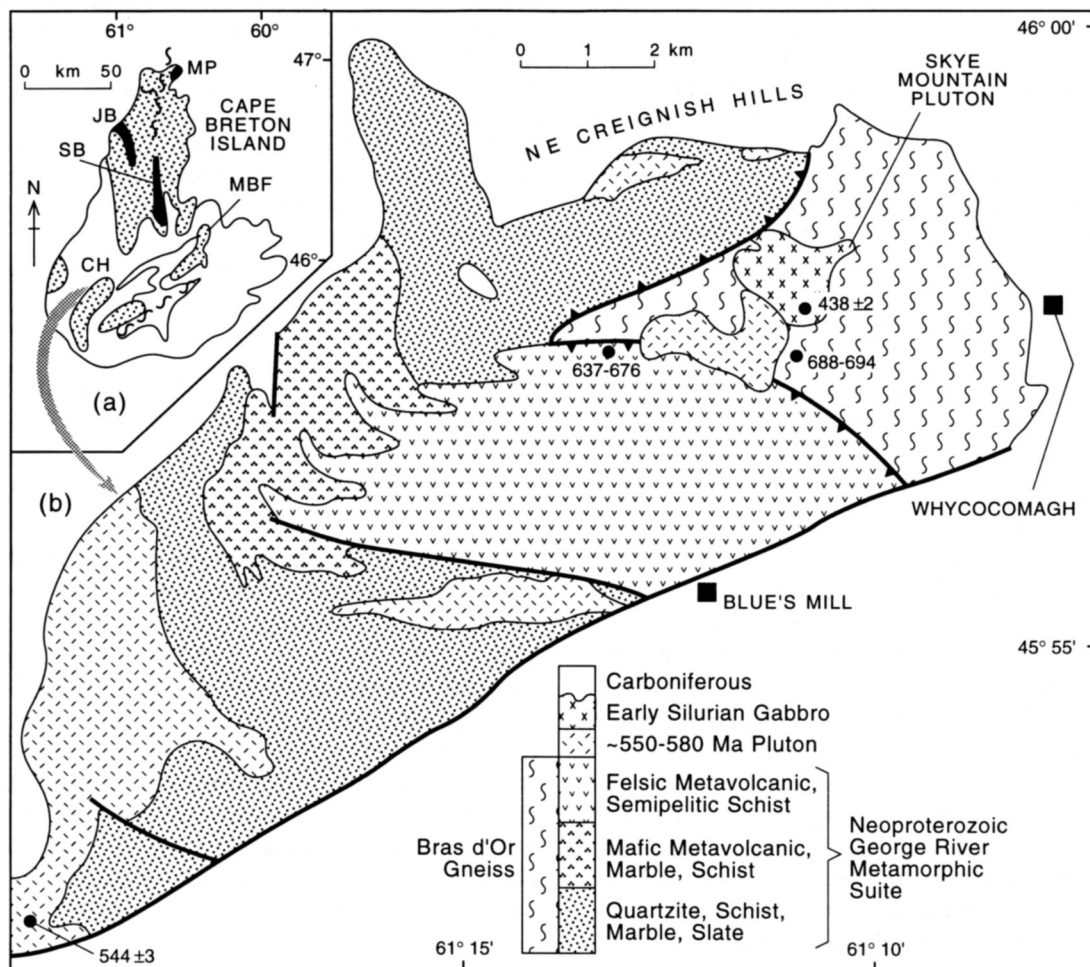 61°
60°
0 km 50
47°
MP
CAPE
BRETON
ISLAND
JB
SB
MBF
N
46°
CH
(a)
46° 00'
0 1 2 km
SKYE
MOUNTAIN
PLUTON
NE CREIGNISH HILLS
438 ±2
637-676
688-694
WHYCOCOMAGH
(b)
BLUE'S MILL
45° 55'
Carboniferous
Early Silurian Gabbro
~550-580 Ma Pluton
Felsic Metavolcanic,
Semipelitic Schist
Bras d'Or
Gneiss
Mafic Metavolcanic,
Marble, Schist
Quartzite, Schist,
Marble, Slate
Neoproterozoic
George River
Metamorphic
Suite
544 ±3
61° 15'
61° 10'